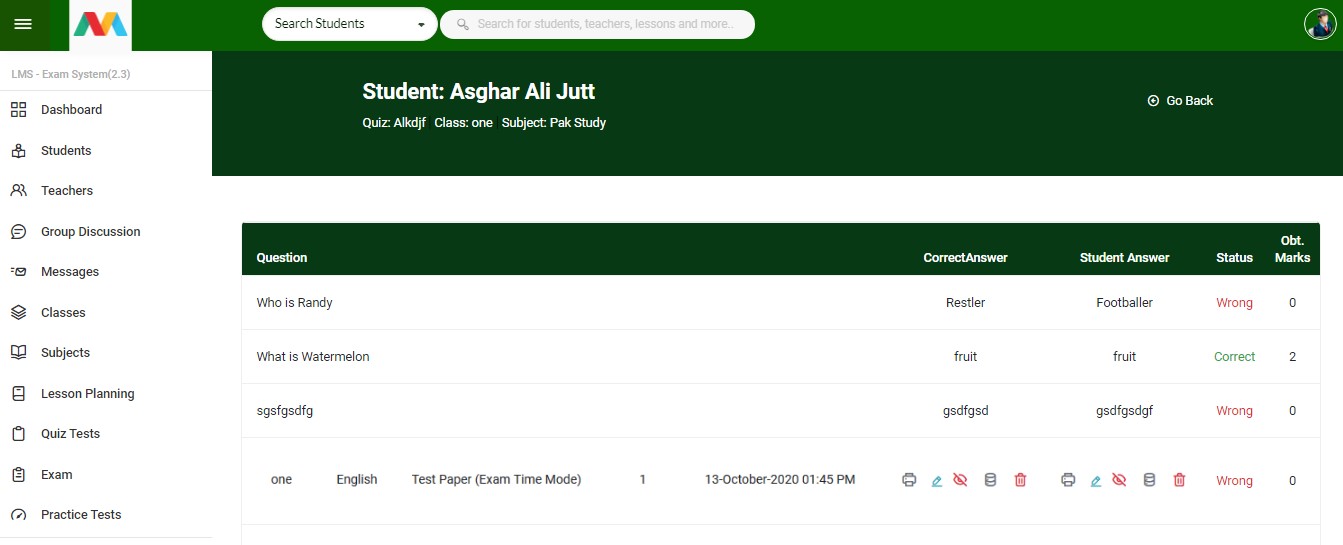 Search Students
Search for students, teachers, lessons and more..
LMS - Exam System(2.3)
Dashboard
Students
Teachers
Group Discussion
Messages
Classes
Subjects
Lesson Planning
Quiz Tests
Exam
Practice Tests
Student: Asghar Ali Jutt
Quiz: Alkdjf Class: one Subject: Pak Study
Go Back
Question CorrectAnswer Student Answer Status Obt. Marks
Who is Randy Restler Footballer Wrong 0
What is Watermelon fruit fruit Correct 2
sgsfgsdfg gsdfgsd gsdfgsdgf Wrong 0
one English Test Paper (Exam Time Mode) 1 13-October-2020 01:45 PM Wrong 0